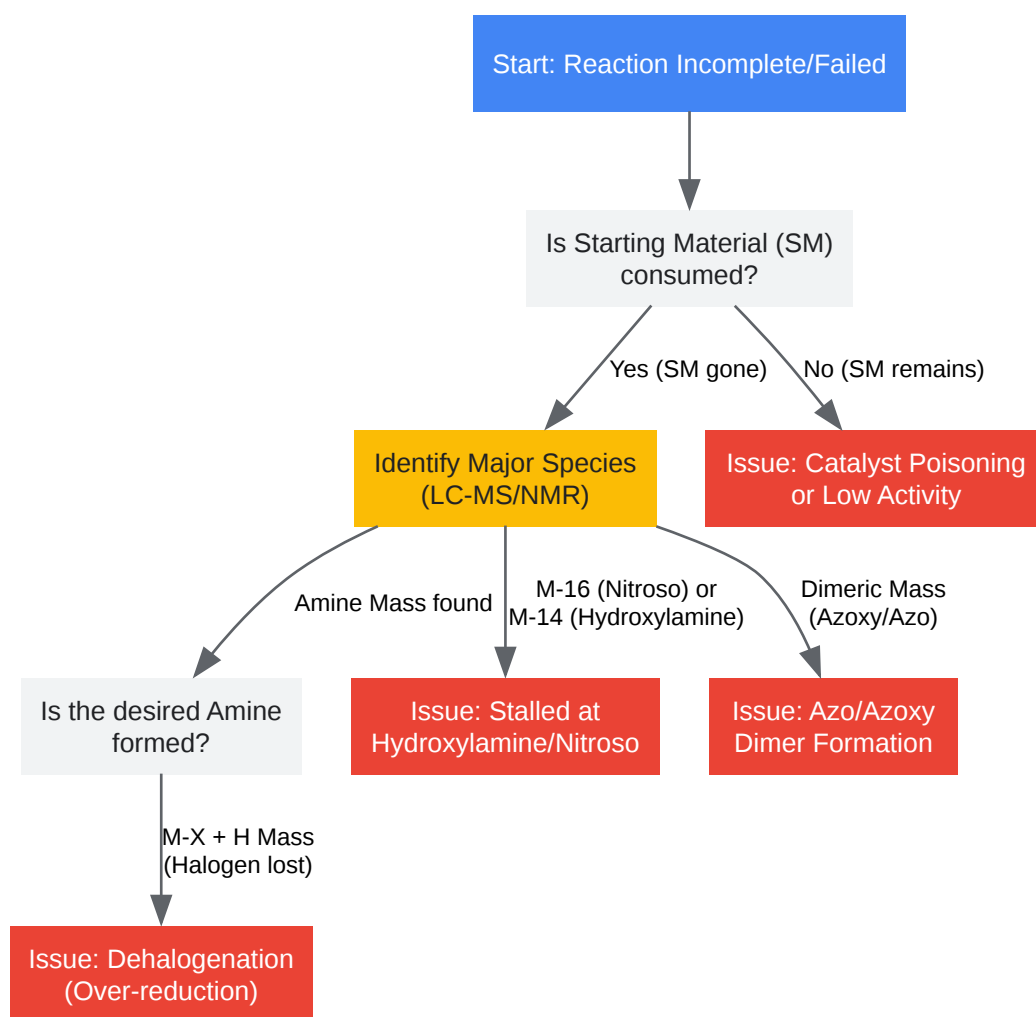 Start: Reaction Incomplete/Failed
Is Starting Material (SM)
consumed?
Yes (SM gone)
No (SM remains)
Identify Major Species
(LC-MS/NMR)
Issue: Catalyst Poisoning
or Low Activity
Amine Mass found
M-16 (Nitroso) or
M-14 (Hydroxylamine)
Dimeric Mass
(Azoxy/Azo)
Is the desired Amine
formed?
Issue: Stalled at
Hydroxylamine/Nitroso
Issue: Azo/Azoxy
Dimer Formation
M-X + H Mass
(Halogen lost)
Issue: Dehalogenation
(Over-reduction)